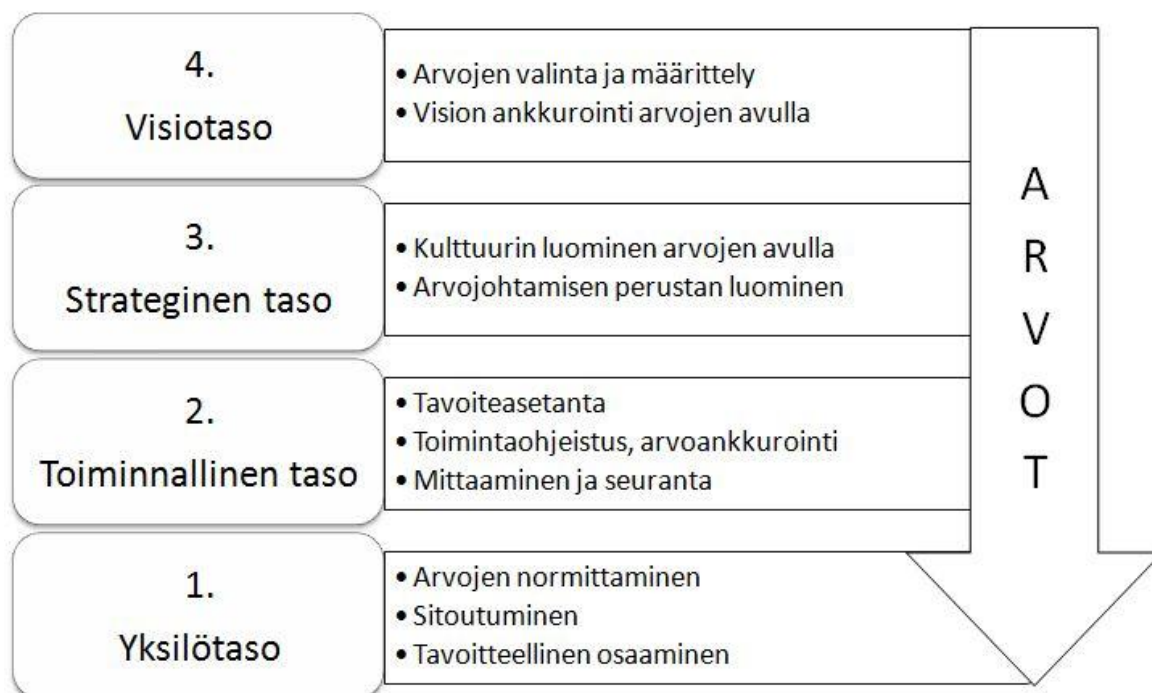 4.
Visiotaso
• Arvojen valinta ja määrittely
• Vision ankkurointi arvojen avulla
3.
Strateginen taso
• Kulttuurin luominen arvojen avulla
• Arvojohtamisen perustan luominen
2.
Toiminnallinen taso
• Tavoiteasetanta
• Toimintaohjeistus, arvoankkurointi
• Mittaaminen ja seuranta
1.
Yksilötaso
• Arvojen normittaminen
• Sitoutuminen
• Tavoitteellinen osaaminen
A
R
V
O
T